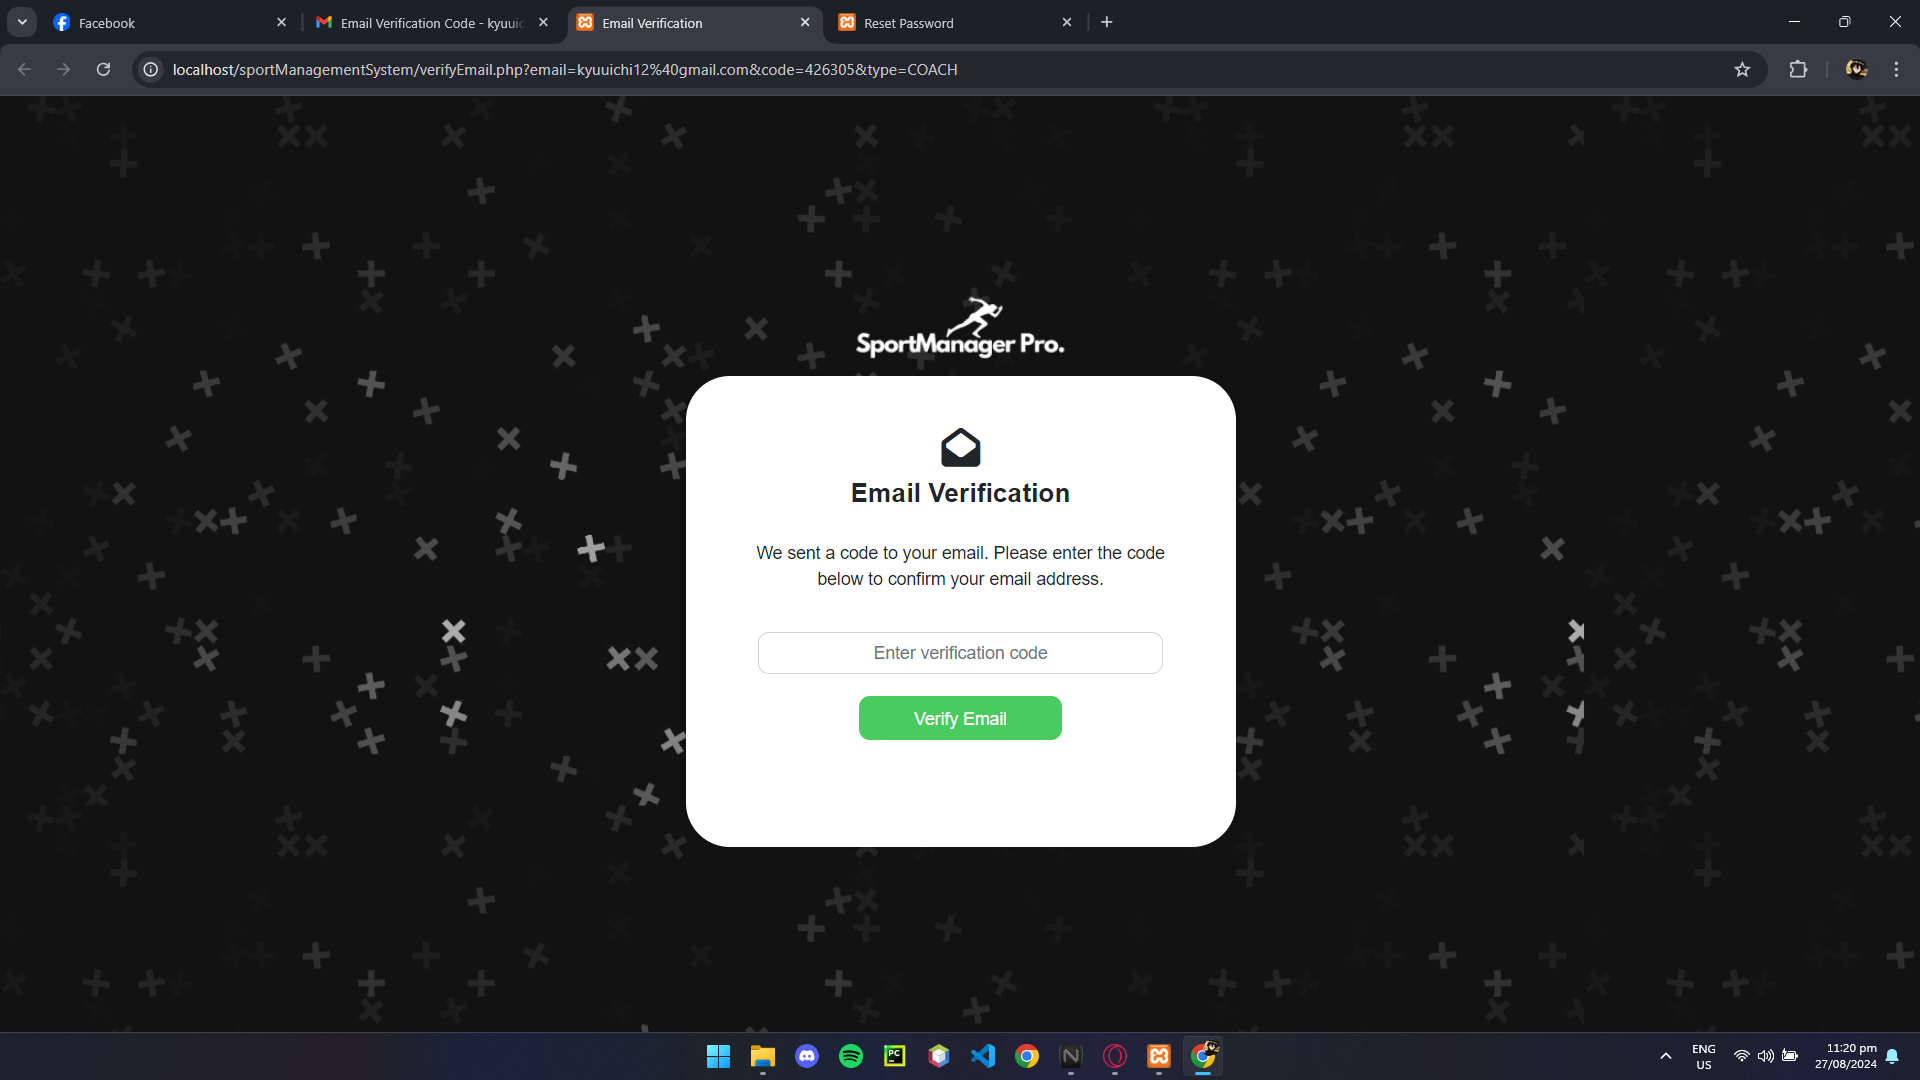 Facebook
Email Verification Code - kyuuic
Email Verification
Reset Password
localhost/sportManagementSystem/verifyEmail.php?email=kyuuichi12%40gmail.com&code=426305&type=COACH
SportManager Pro.
Email Verification
We sent a code to your email. Please enter the code
below to confirm your email address.
Enter verification code
Verify Email
PC
N
ENG
US
11:20 pm
27/08/2024